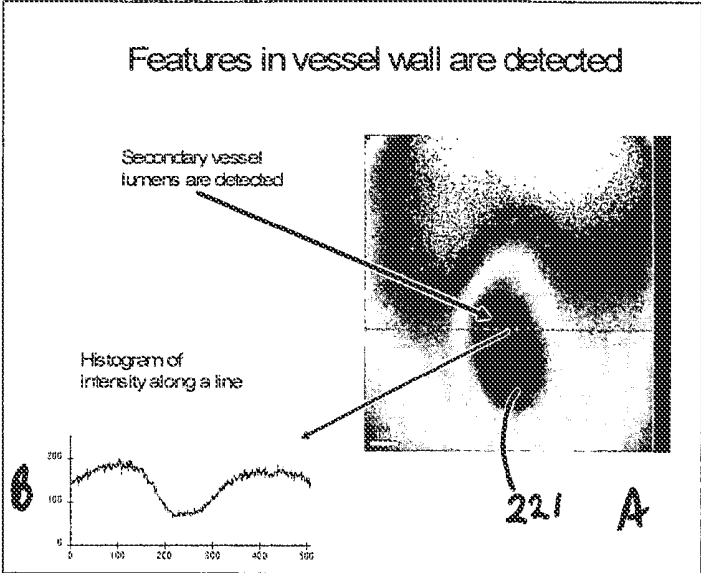 Features in vessel wall are detected
Secondary vessel
lumens are detected
Histogram of
intensity along a line
200
100
0
0 100 200 300 400 500
B
221
A